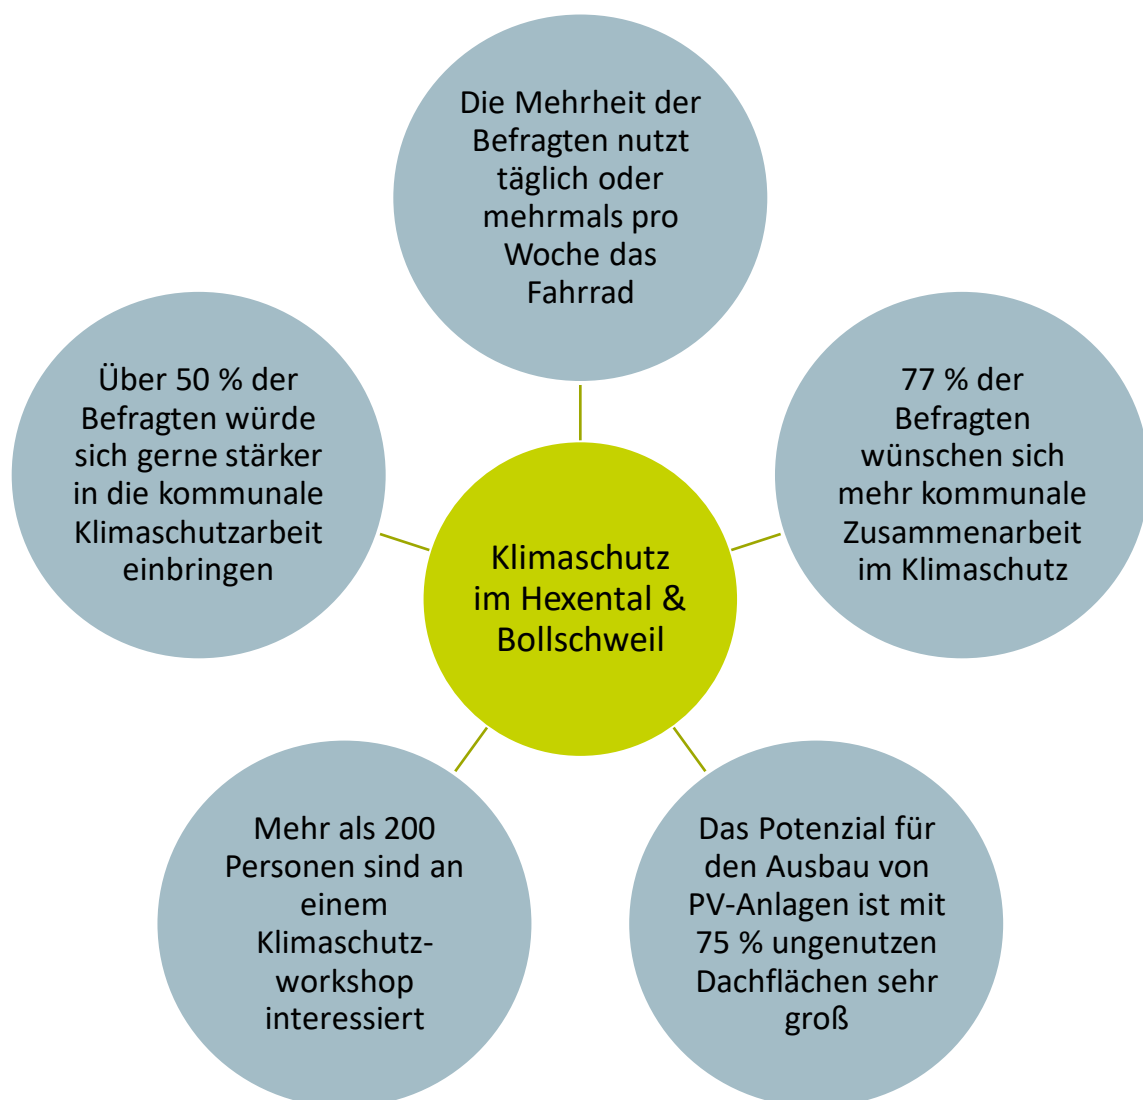 Die Mehrheit der
Befragten nutzt
täglich oder
mehrmals pro
Woche das
Fahrrad
Über 50 % der
Befragten würde
sich gerne stärker
in die kommunale
Klimaschutzarbeit
einbringen
77 % der
Befragten
wünschen sich
mehr kommunale
Zusammenarbeit
im Klimaschutz
Klimaschutz
im Hexental &
Bollschweil
Mehr als 200
Personen sind an
einem
Klimaschutz-
workshop
interessiert
Das Potenzial für
den Ausbau von
PV-Anlagen ist mit
75 % ungenutzen
Dachflächen sehr
groß